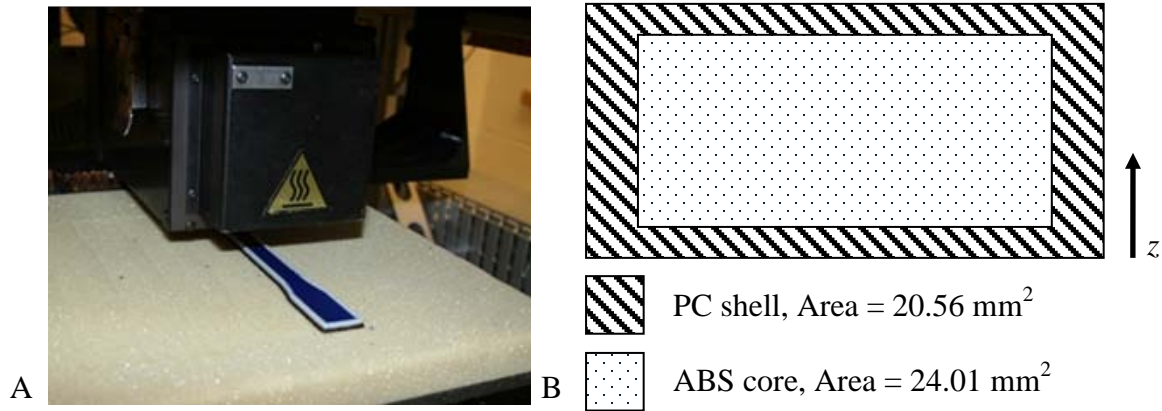 z
PC shell, Area = 20.56 mm²
A
B
ABS core, Area = 24.01 mm²